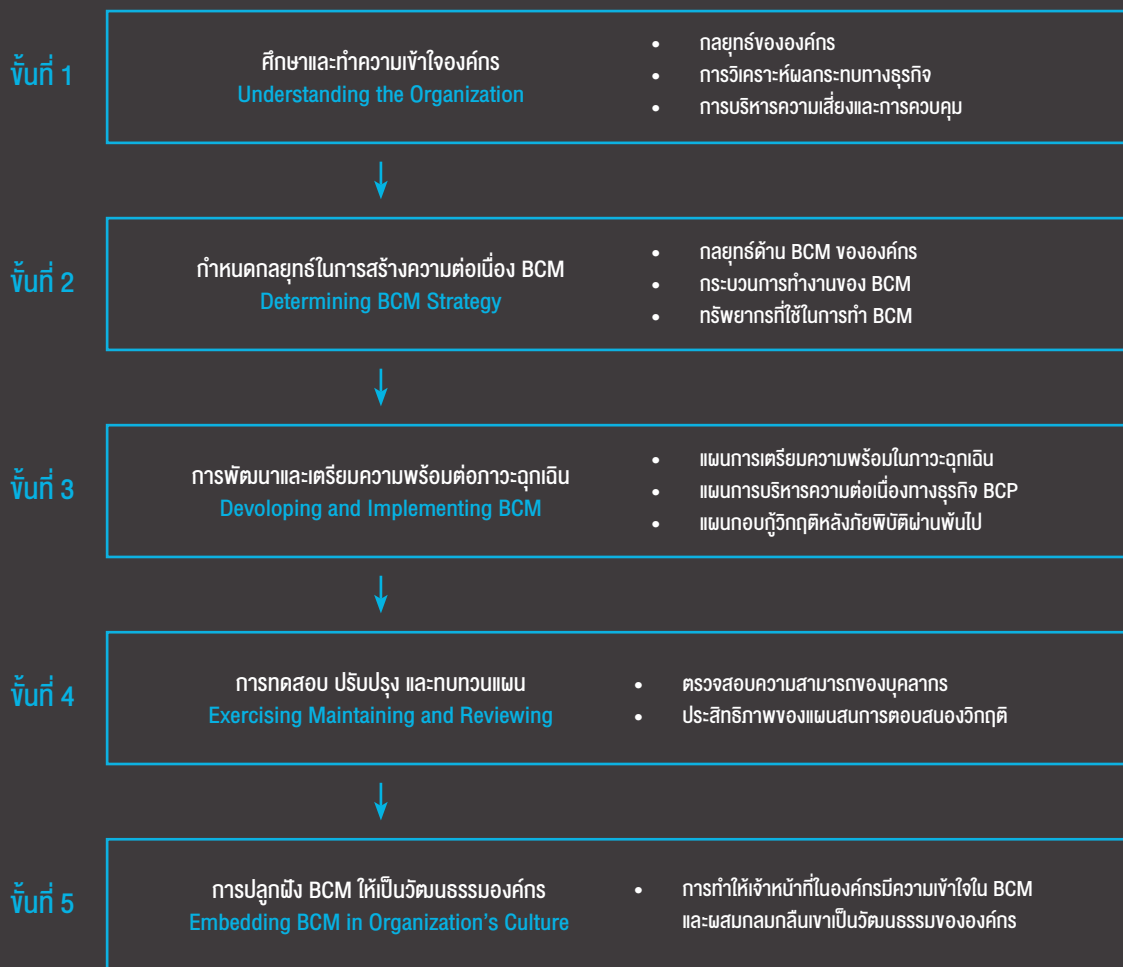 ขั้นที่ 1
ศึกษาและทำความเข้าใจองค์กร
Understanding the Organization
• กลยุทธ์ขององค์กร
• การวิเคราะห์ผลกระทบทางธุรกิจ
• การบริหารความเสี่ยงและการควบคุม
ขั้นที่ 2
กำหนดกลยุทธ์ในการสร้างความต่อเนื่อง BCM
Determining BCM Strategy
• กลยุทธ์ด้าน BCM ขององค์กร
• กระบวนการทำงานของ BCM
• ทรัพยากรที่ใช้ในการทำ BCM
ขั้นที่ 3
การพัฒนาและเตรียมความพร้อมต่อภาวะฉุกเฉิน
Devoloping and Implementing BCM
• แผนการเตรียมความพร้อมในภาวะฉุกเฉิน
• แผนการบริหารความต่อเนื่องทางธุรกิจ BCP
• แผนกอบกู้วิกฤติหลังภัยพิบัติผ่านพ้นไป
ขั้นที่ 4
การทดสอบ ปรับปรุง และทบทวนแผน
Exercising Maintaining and Reviewing
• ตรวจสอบความสามารถของบุคลากร
• ประสิทธิภาพของแผนสนการตอบสนองวิกฤติ
ขั้นที่ 5
การปลูกฝัง BCM ให้เป็นวัฒนธรรมองค์กร
Embedding BCM in Organization's Culture
• การทำให้เจ้าหน้าที่ในองค์กรมีความเข้าใจใน BCM
และผสมกลมกลืนเขาเป็นวัฒนธรรมขององค์กร